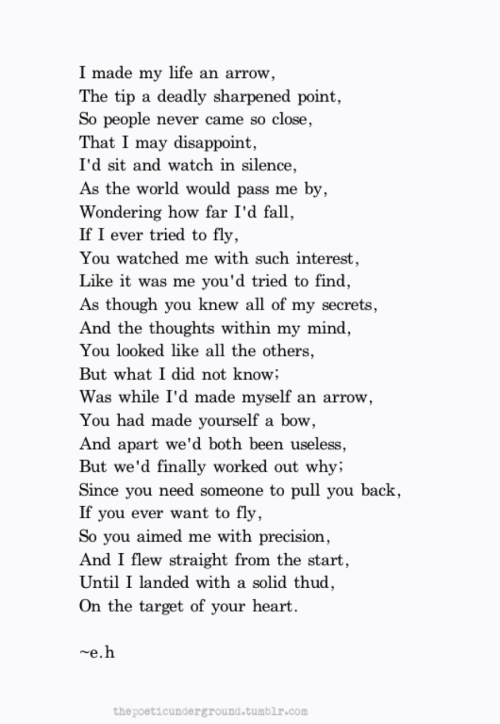 I made my life an arrow,
The tip a deadly sharpened point,
So people never came so close,
That I may disappoint,
I'd sit and watch in silence,
As the world would pass me by,
Wondering how far I'd fall,
If I ever tried to fly,
You watched me with such interest,
Like it was me you'd tried to find,
As though you knew all of my secrets,
And the thoughts within my mind,
You looked like all the others,
But what I did not know;
Was while I'd made myself an arrow,
You had made yourself a bow,
And apart we'd both been useless,
But we'd finally worked out why;
Since you need someone to pull you back,
If you ever want to fly,
So you aimed me with precision,
And I flew straight from the start,
Until I landed with a solid thud,
On the target of your heart.
~e.h
thepoeticunderground.tumblr.com